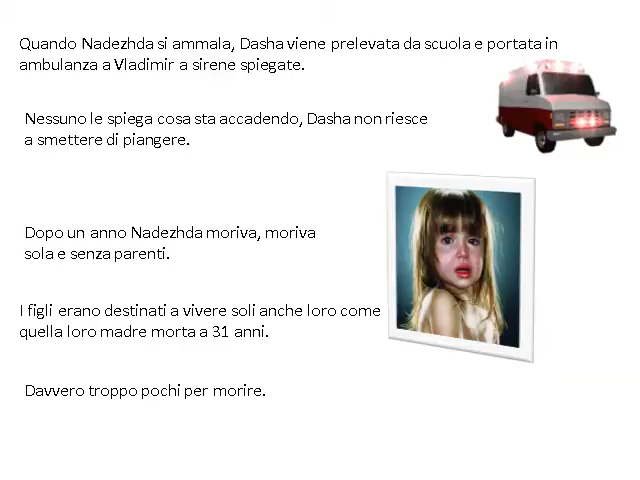 Quando Nadezhda si ammala, Dasha viene prelevata da scuola e portata in
ambulanza a Vladimir a sirene spiegate.
Nessuno le spiega cosa sta accadendo, Dasha non riesce
a smettere di piangere.
Dopo un anno Nadezhda moriva, moriva
sola e senza parenti.
I figli erano destinati a vivere soli anche loro come
quella loro madre morta a 31 anni.
Davvero troppo pochi per morire.